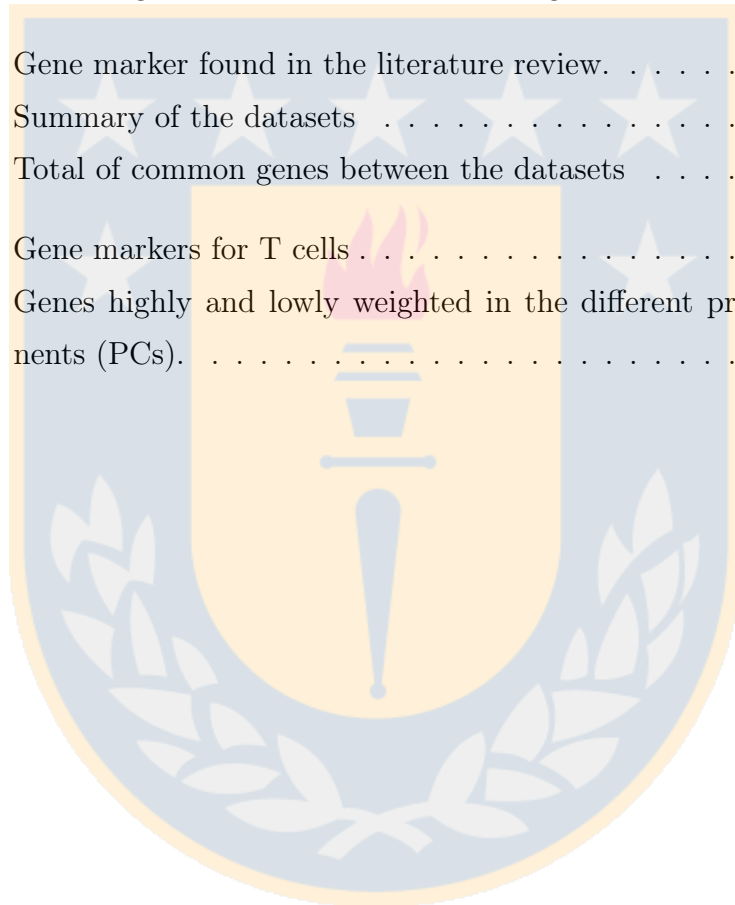 Gene marker found in the literature review. . . . . . .
Summary of the datasets . . . . . . . . . . . . . . .
Total of common genes between the datasets . . . .
Gene markers for T cells . . . . . . . . . . . . . . . .
Genes highly and lowly weighted in the different pr
nents (PCs). . . . . . . . . . . . . . . . . . . . . . .